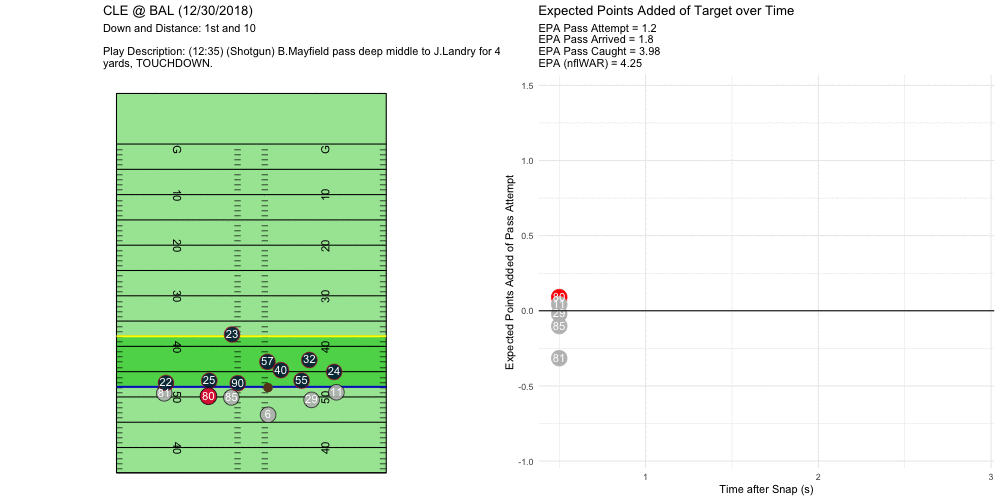 CLE @ BAL (12/30/2018)
Down and Distance: 1st and 10
Play Description: (12:35) (Shotgun) B.Mayfield pass deep middle to J.Landry for 4
yards, TOUCHDOWN.
G G
10 10
20 20
30 30
23
40 40
57 32
40 24
22 25 90 55
81 80 85 29 11
50 50
6
40 40
Expected Points Added of Target over Time
EPA Pass Attempt = 1.2
EPA Pass Arrived = 1.8
EPA Pass Caught = 3.98
EPA (nflWAR) = 4.25
Expected Points Added of Pass Attempt
1.5
1.0
0.5
0.0
-0.5
-1.0
80
11
29
85
81
1 2 3
Time after Snap (s)